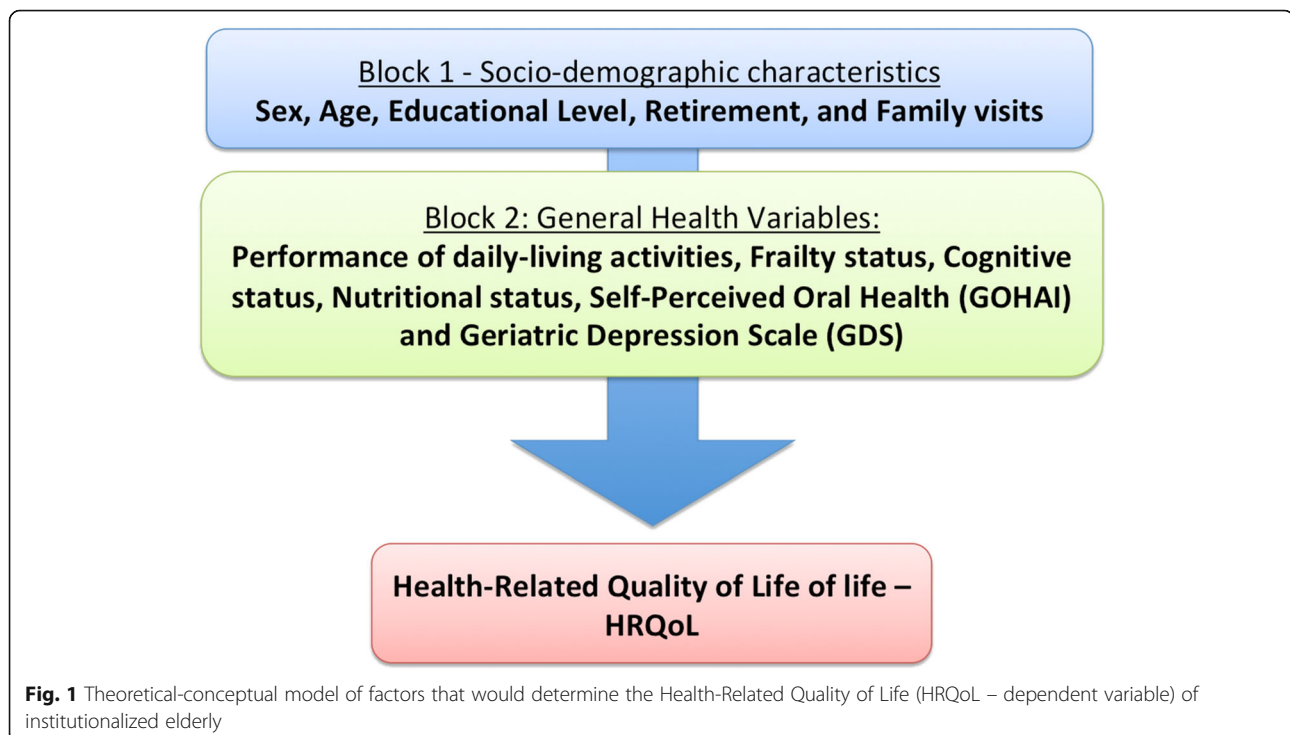 Block 1 - Socio-demographic characteristics
Sex, Age, Educational Level, Retirement, and Family visits
Block 2: General Health Variables:
Performance of daily-living activities, Frailty status, Cognitive
status, Nutritional status, Self-Perceived Oral Health (GOHAI)
and Geriatric Depression Scale (GDS)
Health-Related Quality of Life of life –
HRQoL
Fig. 1 Theoretical-conceptual model of factors that would determine the Health-Related Quality of Life (HRQoL – dependent variable) of
institutionalized elderly